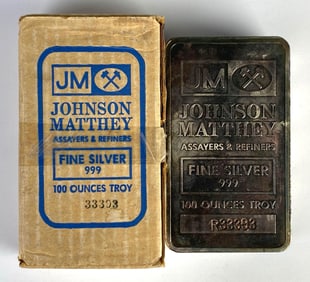 JM
JOHNSON
MATTHEY
ASSAYERS & REFINERS
FINE SILVER
999
100 OUNCES TROY
33393
JM
JOHNSON
MATTHEY
ASSAYERS & REFINERS
FINE SILVER
999
100 OUNCES TROY
R33393